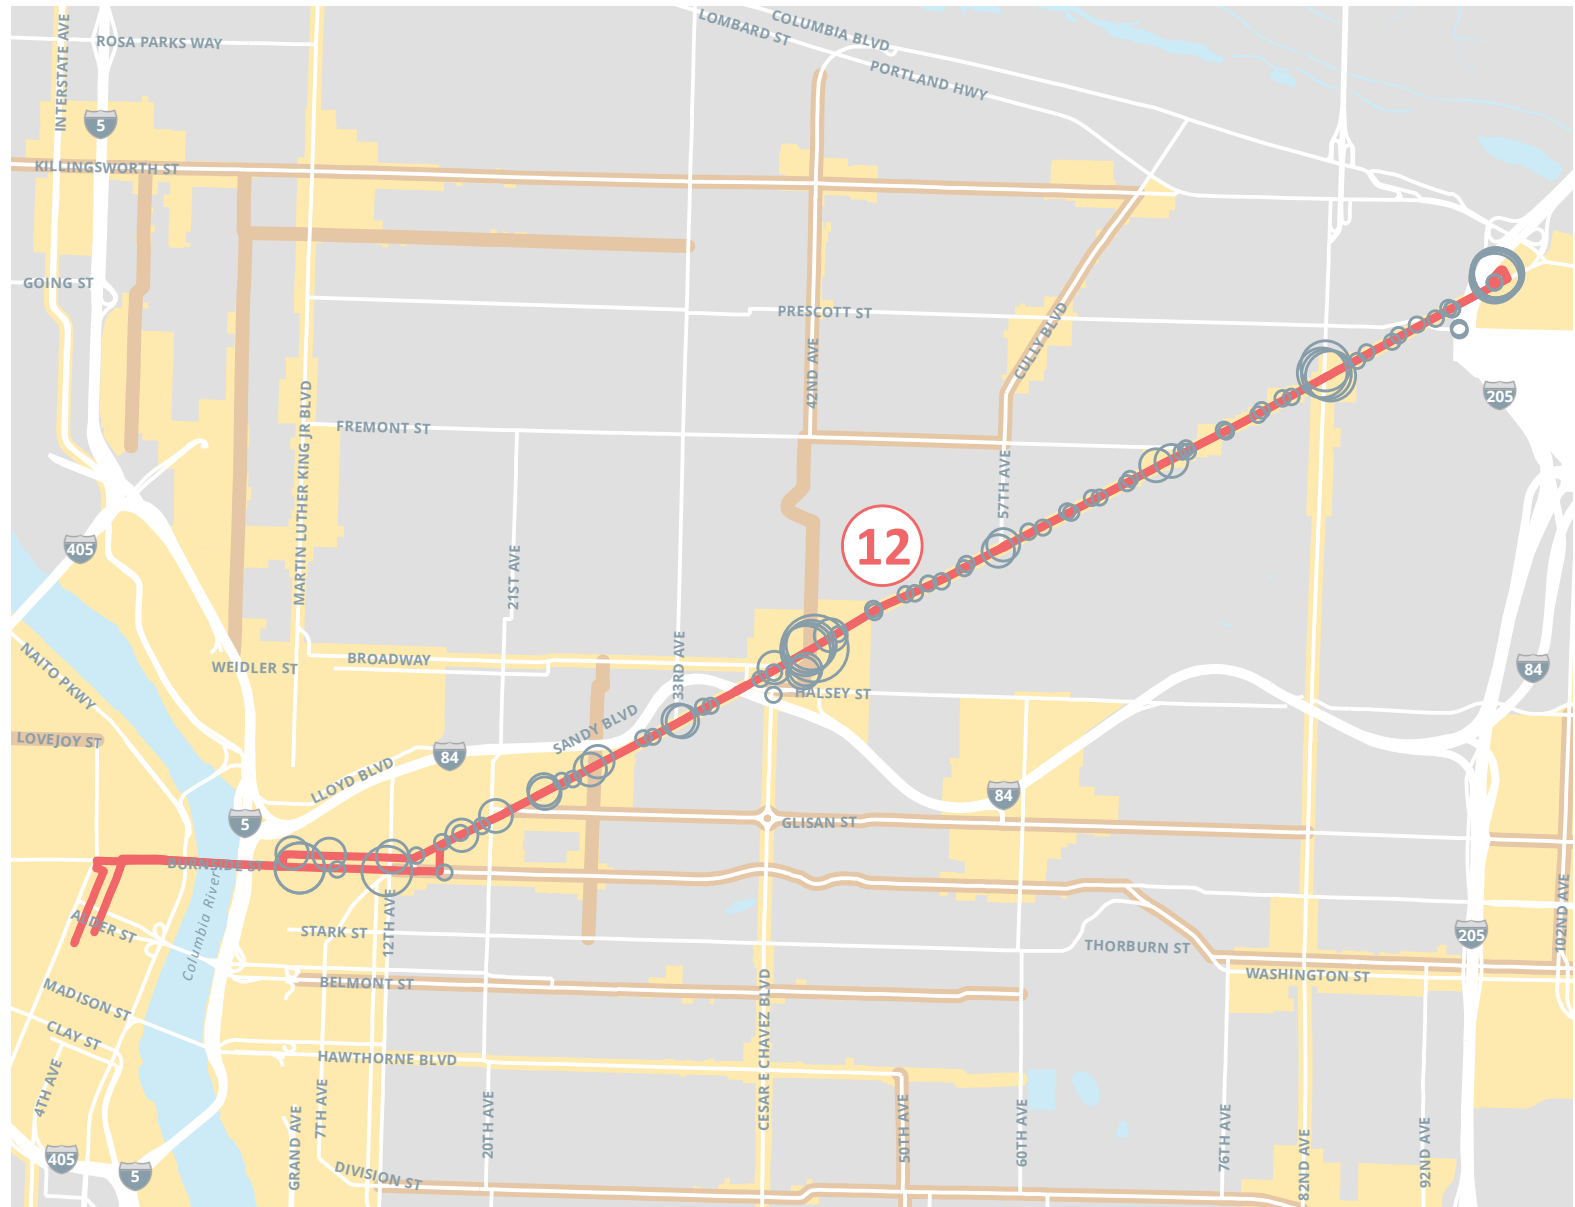 INTERSTATE AVE
ROSA PARKS WAY
LOMBARD ST
COLUMBIA BLVD
PORTLAND HWY
5
KILLINGSWORTH ST
GOING ST
PRESCOTT ST
42ND AVE
CULLY BLVD
MARTIN LUTHER KING JR BLVD
FREMONT ST
205
57TH AVE
405
21ST AVE
12
NAITO PKWY
WEIDLER ST
BROADWAY
33RD AVE
HALSEY ST
84
LOVEJOY ST
SANDY BLVD
84
LLOYD BLVD
84
5
GLISAN ST
BURNSIDE ST
Columbia River
ALDER ST
12TH AVE
STARK ST
THORBURN ST
102ND AVE
205
BELMONT ST
WASHINGTON ST
MADISON ST
CLAY ST
CESAR E CHAVEZ BLVD
HAWTHORNE BLVD
4TH AVE
7TH AVE
GRAND AVE
20TH AVE
50TH AVE
60TH AVE
76TH AVE
82ND AVE
92ND AVE
405
5
DIVISION ST